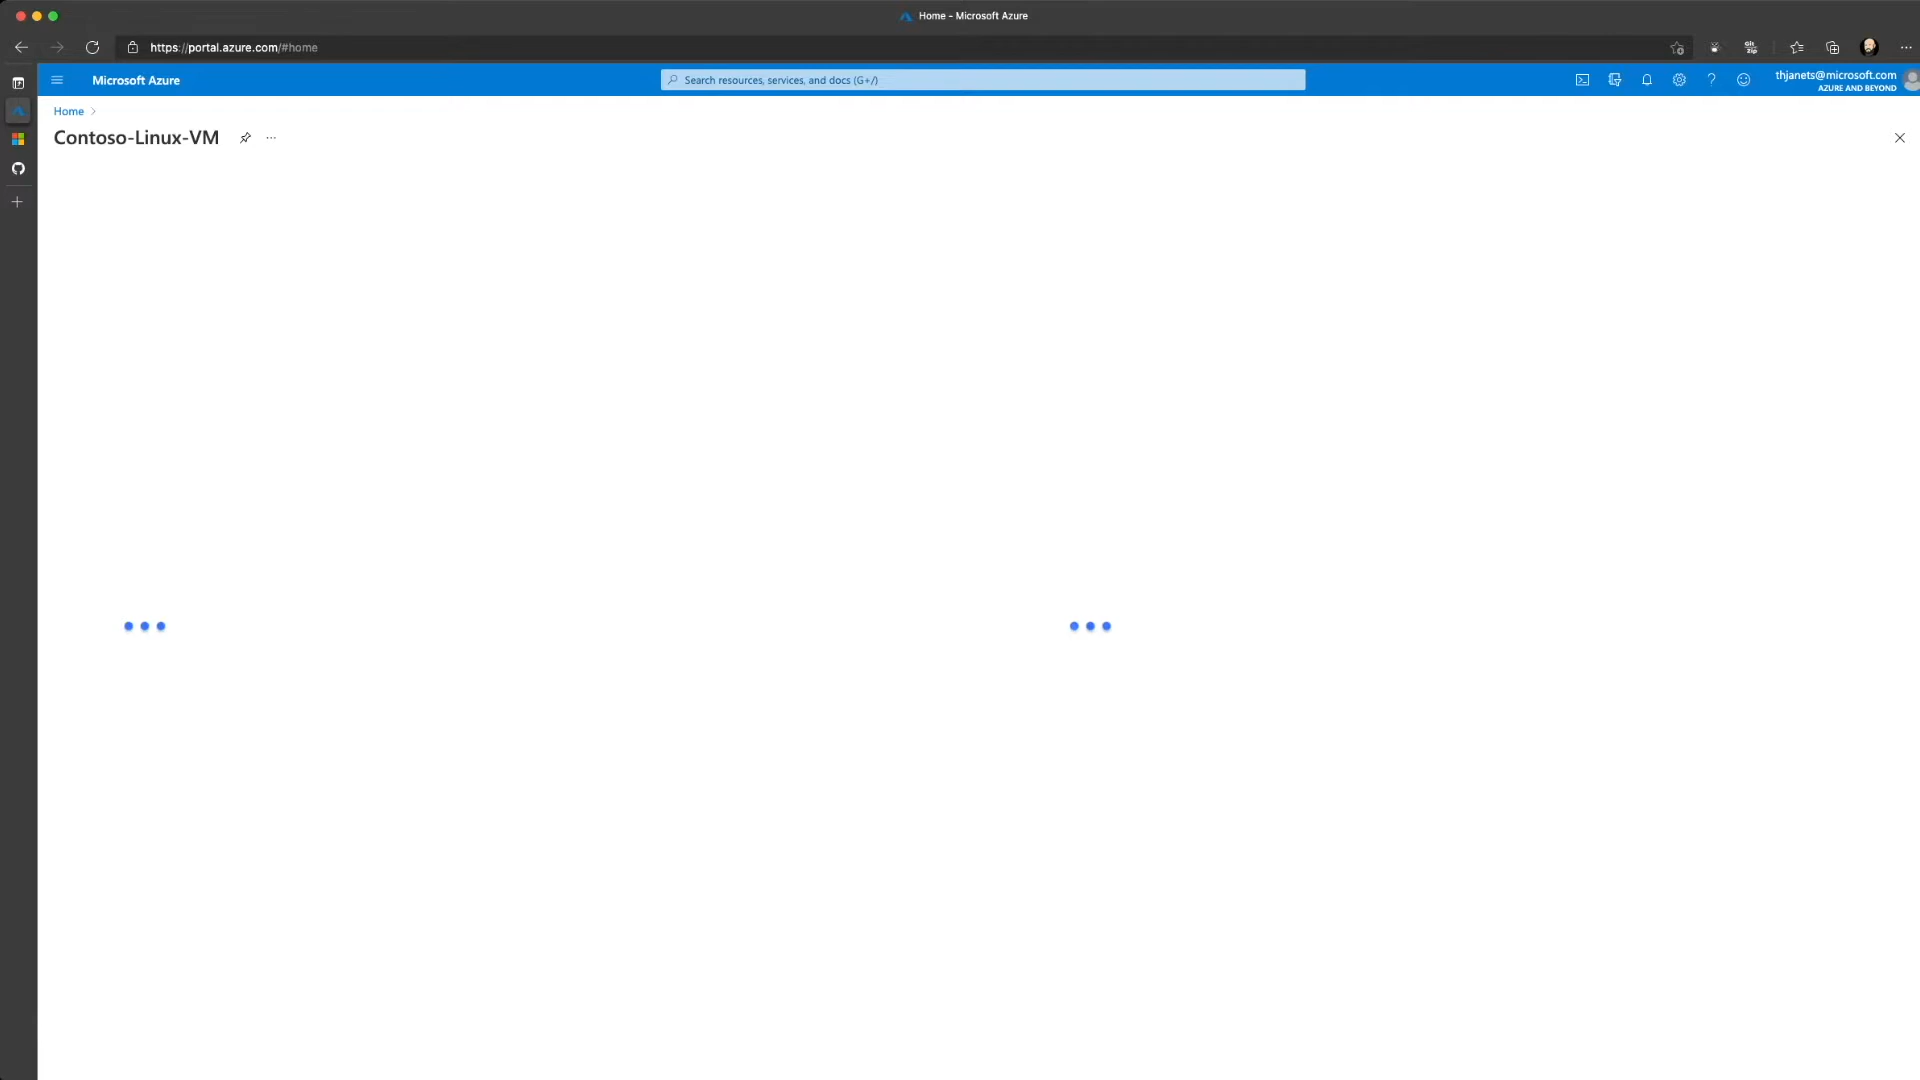 Home - Microsoft Azure
https://portal.azure.com/#home
Microsoft Azure
Search resources, services, and docs (G+/)
thjanets@microsoft.com
AZURE AND BEYOND
Home
Contoso-Linux-VM